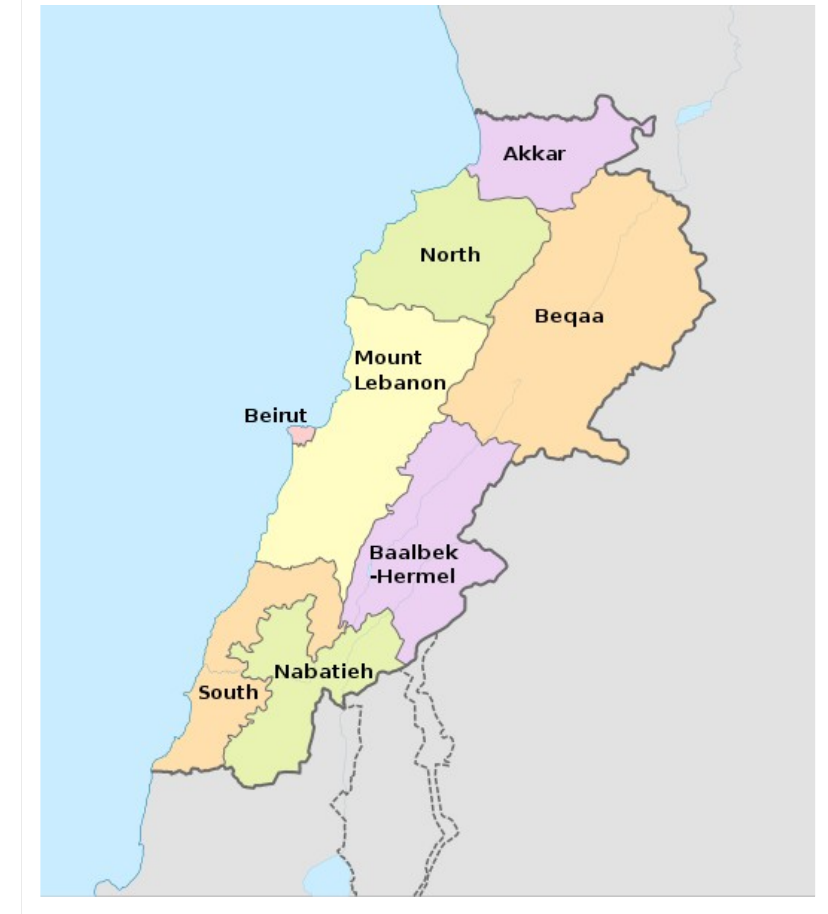 Akkar
North
Beqaa
Mount
Lebanon
Beirut
Baalbek
-Hermel
Nabatieh
South